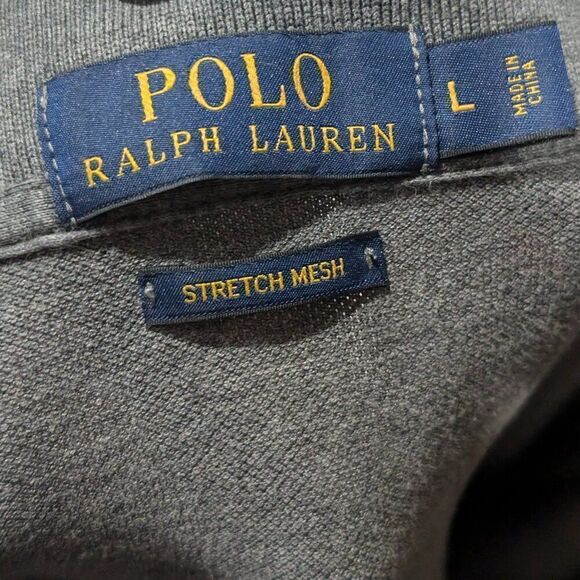 POLO
RALPH LAUREN
L
MADE IN
CHINA
STRETCH MESH